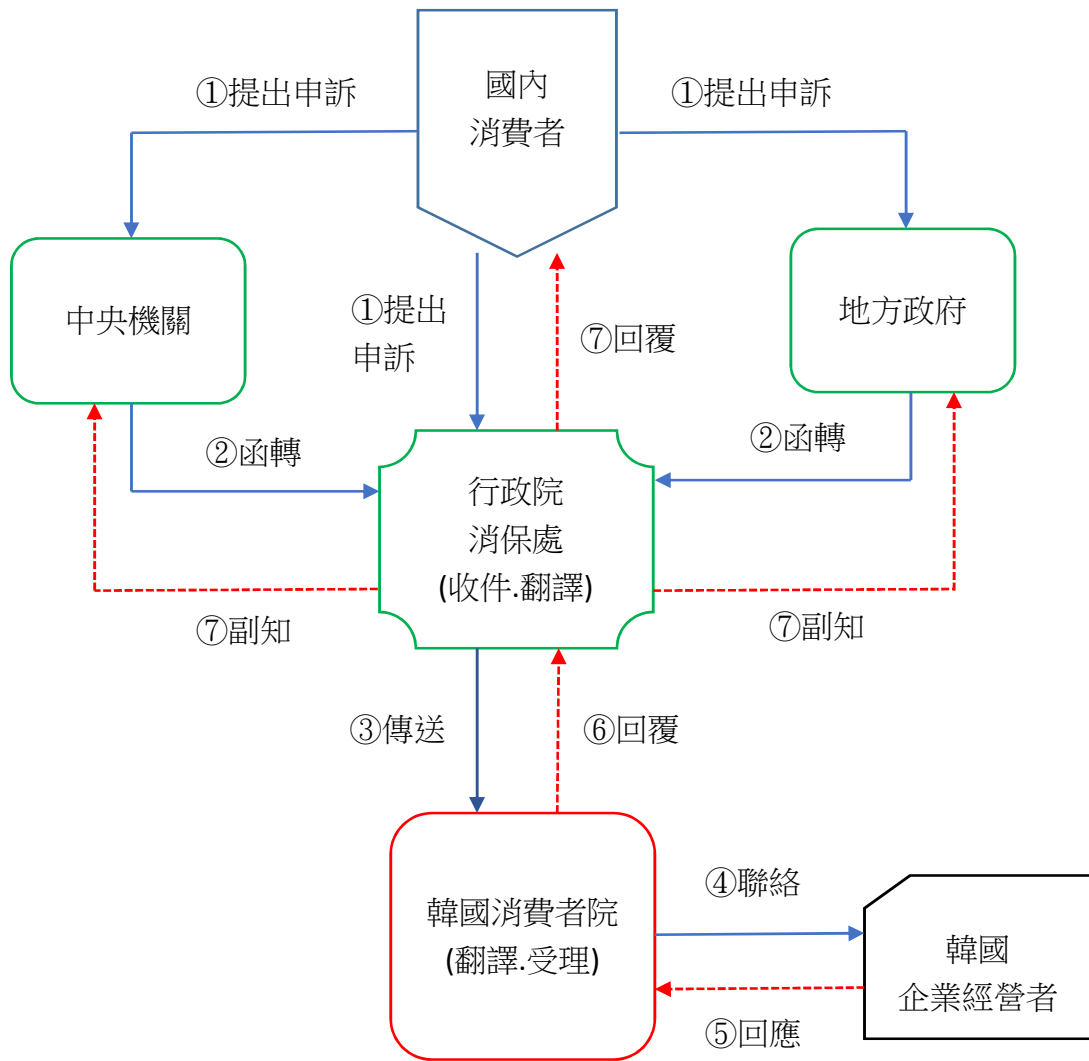 國內
消費者
①提出申訴
①提出申訴
中央機關
①提出
申訴
⑦回覆
地方政府
②函轉
②函轉
行政院
消保處
(收件.翻譯)
⑦副知
⑦副知
③傳送
⑥回覆
韓國消費者院
(翻譯.受理)
④聯絡
韓國
企業經營者
⑤回應